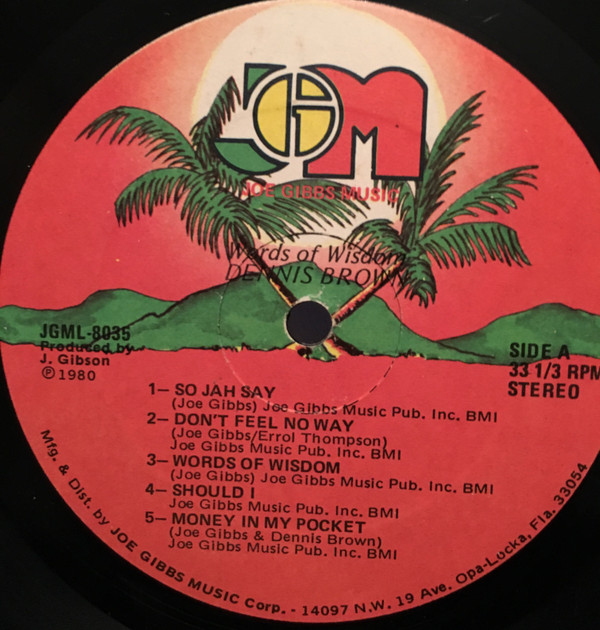 JGM
JOE GIBBS MUSIC
Words of Wisdom
DENNIS BROWN
JGML-8035
Produced by
J. Gibson
Ⓟ1980
SIDE A
33 1/3 RPM
STEREO
1— SO JAH SAY
(Joe Gibbs) Joe Gibbs Music Pub. Inc. BMI
2— DON'T FEEL NO WAY
(Joe Gibbs/Errol Thompson)
Joe Gibbs Music Pub. Inc. BMI
3— WORDS OF WISDOM
(Joe Gibbs) Joe Gibbs Music Pub. Inc. BMI
4— SHOULD I
Joe Gibbs Music Pub. Inc. BMI
5— MONEY IN MY POCKET
(Joe Gibbs & Dennis Brown)
Joe Gibbs Music Pub. Inc. BMI
Mfg. & Dist. by JOE GIBBS MUSIC Corp. - 14097 N.W. 19 Ave. Opa-Lucka, Fla. 33054